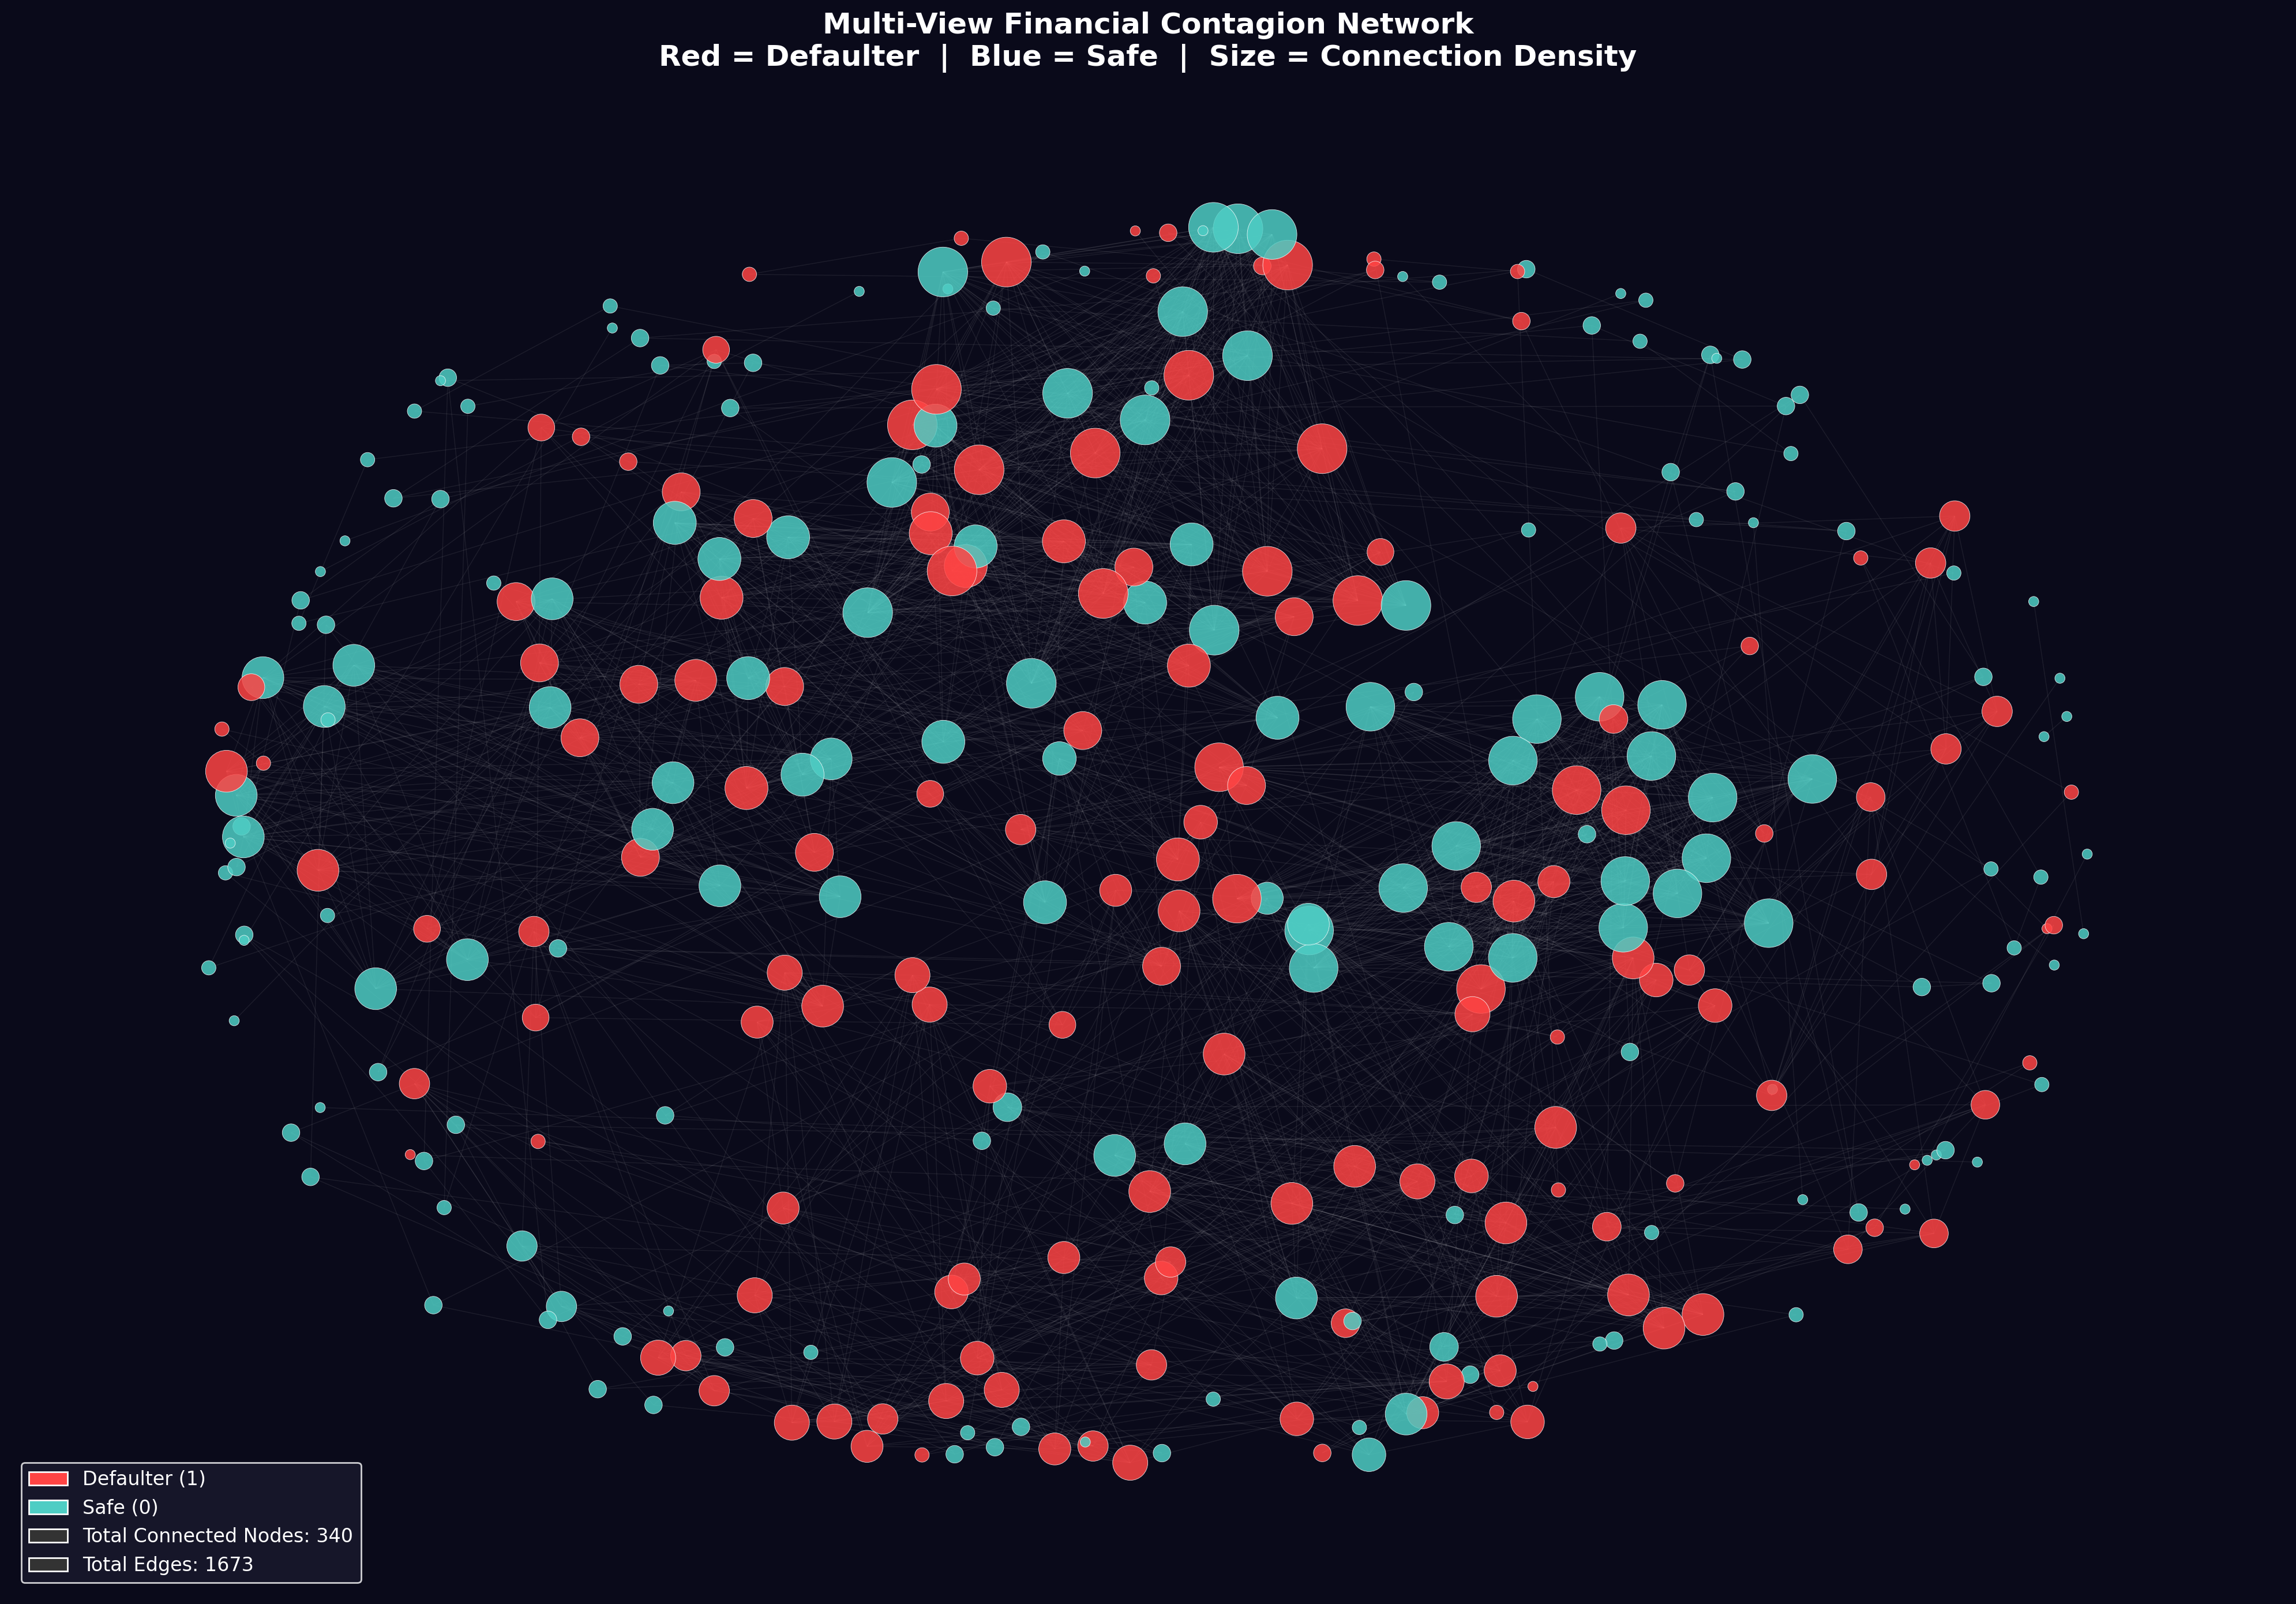 Multi-View Financial Contagion Network
Red = Defaulter | Blue = Safe | Size = Connection Density
Defaulter (1)
Safe (0)
Total Connected Nodes: 340
Total Edges: 1673